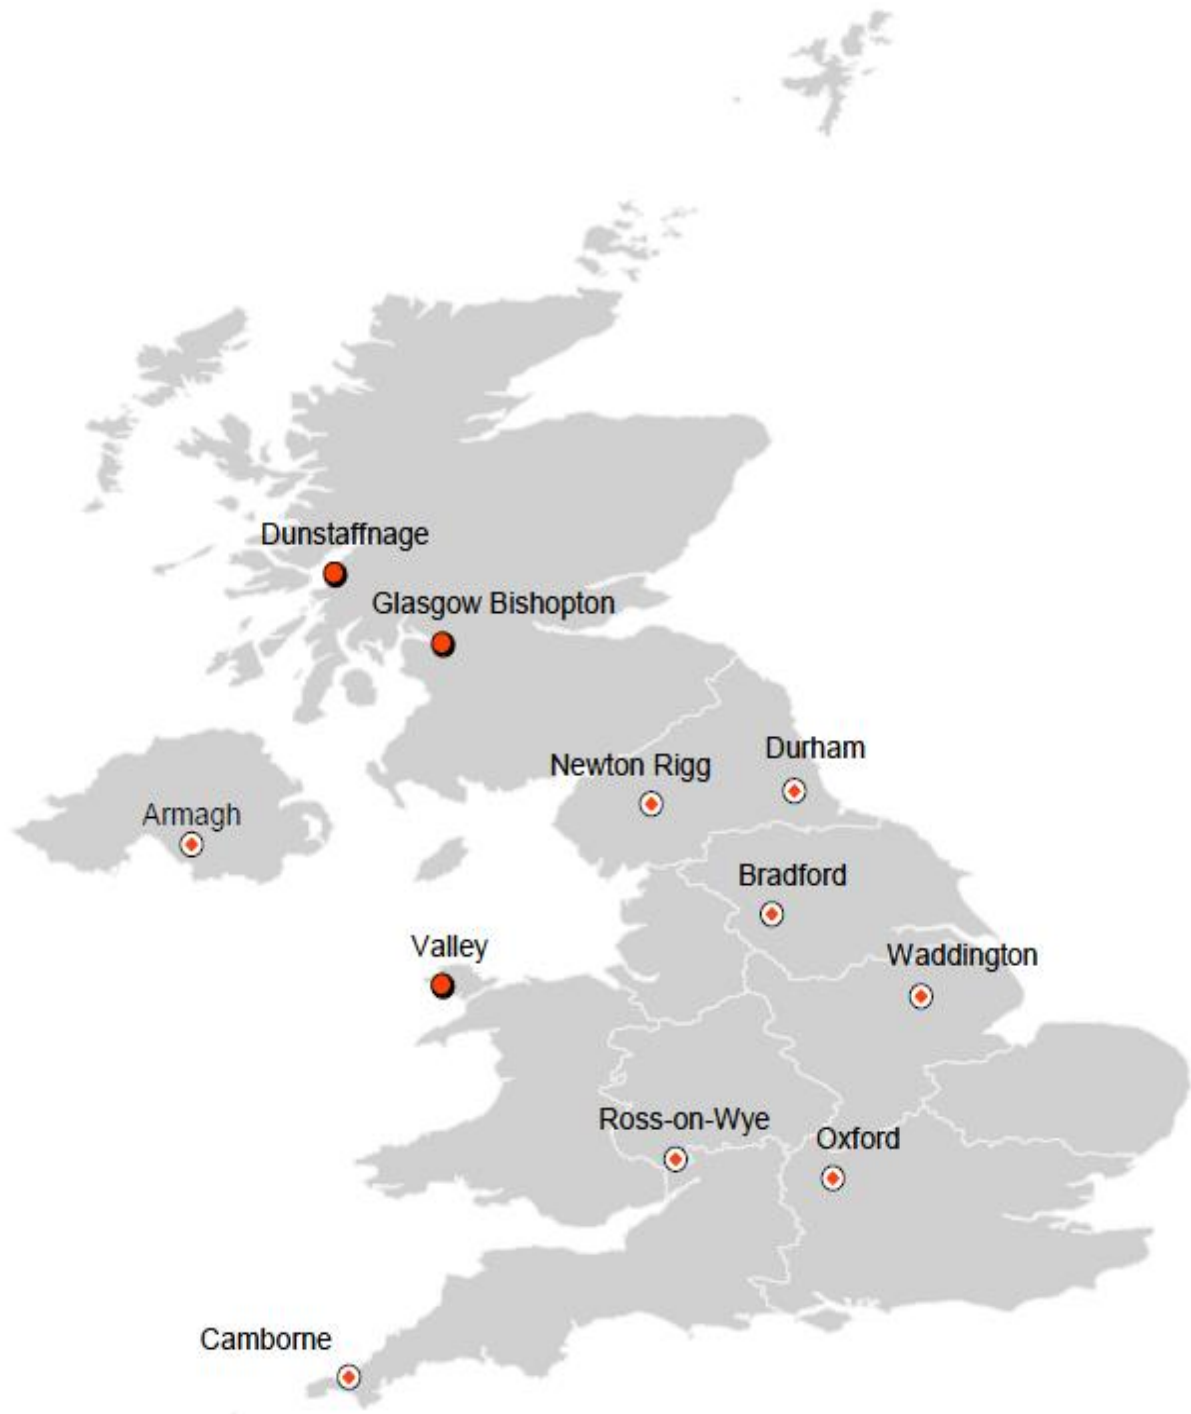 Dunstaffnage
Glasgow Bishopton
Durham
Newton Rigg
Armagh
Bradford
Valley
Waddington
Ross-on-Wye
Oxford
Camborne